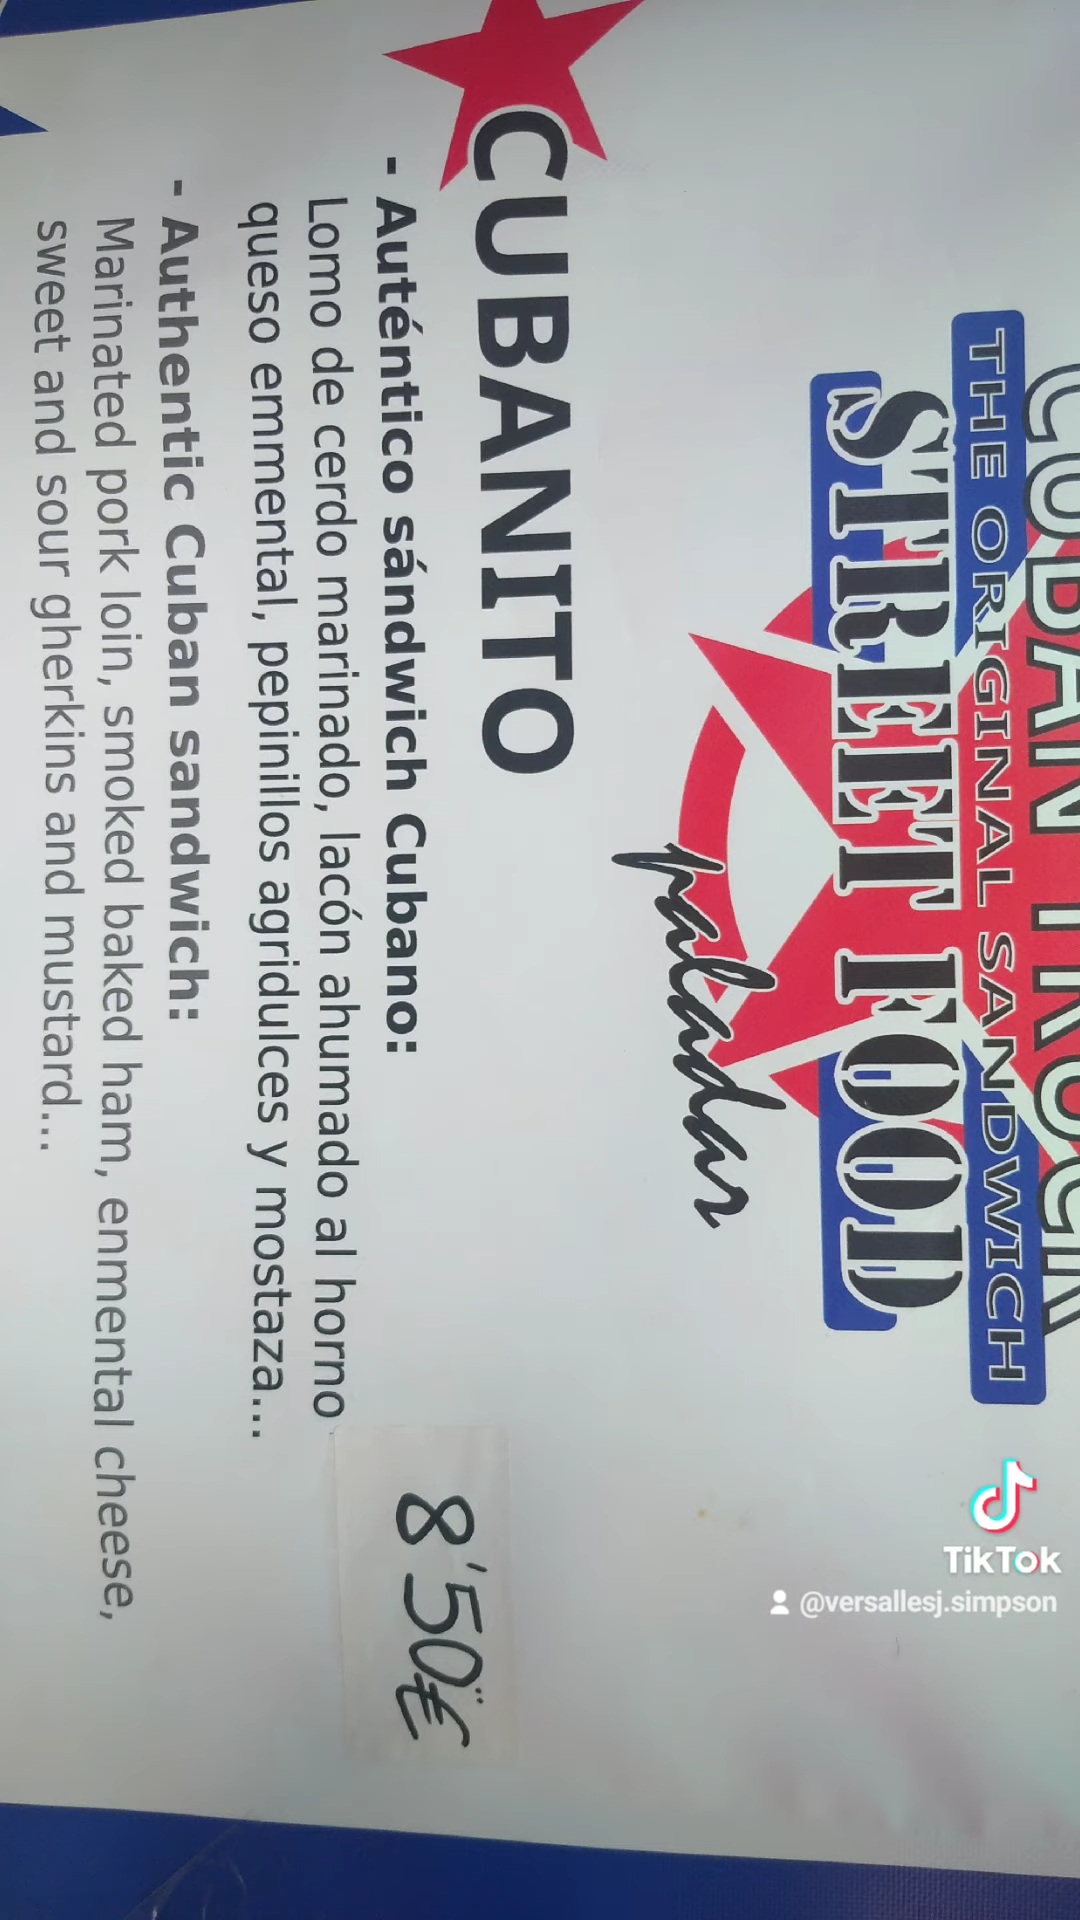 CUBAN TRUCK
THE ORIGINAL SANDWICH
STREET FOOD
paladar
CUBANITO
- Auténtico sándwich Cubano:
Lomo de cerdo marinado, lacón ahumado al horno
queso emmental, pepinillos agridulces y mostaza...
8'50€
- Authentic Cuban sandwich:
Marinated pork loin, smoked baked ham, enmental cheese,
sweet and sour gherkins and mustard...
TikTok
@versallesj.simpson